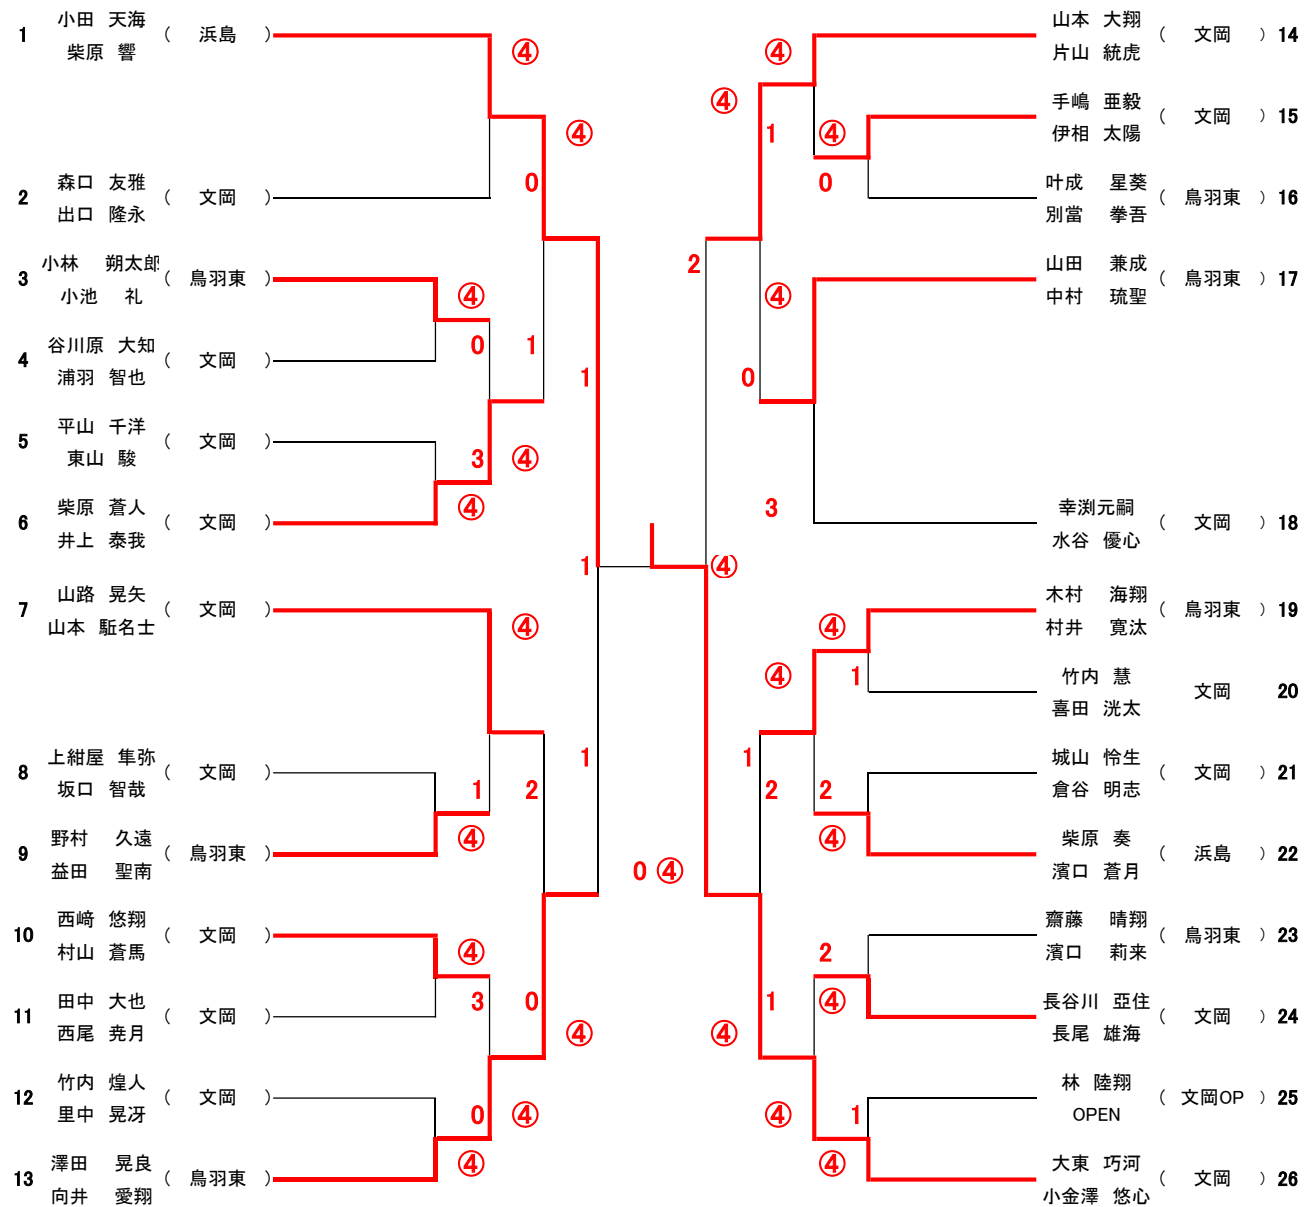 1 小田 天海 ( 浜島 )
柴原 響
2 森口 友雅 ( 文岡 )
出口 隆永
3 小林 朔太郎 ( 鳥羽東 )
小池 礼
4 谷川原 大知 ( 文岡 )
浦羽 智也
5 平山 千洋 ( 文岡 )
東山 駿
6 柴原 蒼人 ( 文岡 )
井上 泰我
7 山路 晃矢 ( 文岡 )
山本 駈名士
8 上紺屋 隼弥 ( 文岡 )
坂口 智哉
9 野村 久遠 ( 鳥羽東 )
益田 聖南
10 西﨑 悠翔 ( 文岡 )
村山 蒼馬
11 田中 大也 ( 文岡 )
西尾 尭月
12 竹内 煌人 ( 文岡 )
里中 晃冴
13 澤田 晃良 ( 鳥羽東 )
向井 愛翔
④
④
0
④
0
1
1
3
④
④
1
④
1
2
1
④
④
3
0
④
0
④
④
0 ④
④
④
④
1
④
0
2
④
0
3
④
④
④
1
1
2
2
④
2
④
1
④
④
1
④
山本 大翔 ( 文岡 ) 14
片山 統虎
手嶋 亜毅 ( 文岡 ) 15
伊相 太陽
叶成 星葵 ( 鳥羽東 ) 16
別當 拳吾
山田 兼成 ( 鳥羽東 ) 17
中村 琉聖
幸渕元嗣 ( 文岡 ) 18
水谷 優心
木村 海翔 ( 鳥羽東 ) 19
村井 寛汰
竹内 慧 文岡 20
喜田 洸太
城山 怜生 ( 文岡 ) 21
倉谷 明志
柴原 奏 ( 浜島 ) 22
濱口 蒼月
齋藤 晴翔 ( 鳥羽東 ) 23
濱口 莉来
長谷川 亞住 ( 文岡 ) 24
長尾 雄海
林 陸翔 ( 文岡OP ) 25
OPEN
大東 巧河 ( 文岡 ) 26
小金澤 悠心